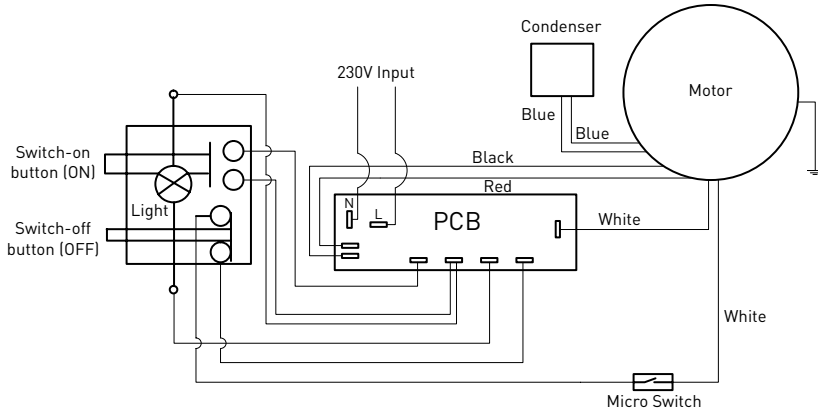 Condenser
230V Input
Motor
Blue
Blue
Switch-on
button (ON)
Black
Red
Light
N
L
PCB
White
Switch-off
button (OFF)
White
Micro Switch